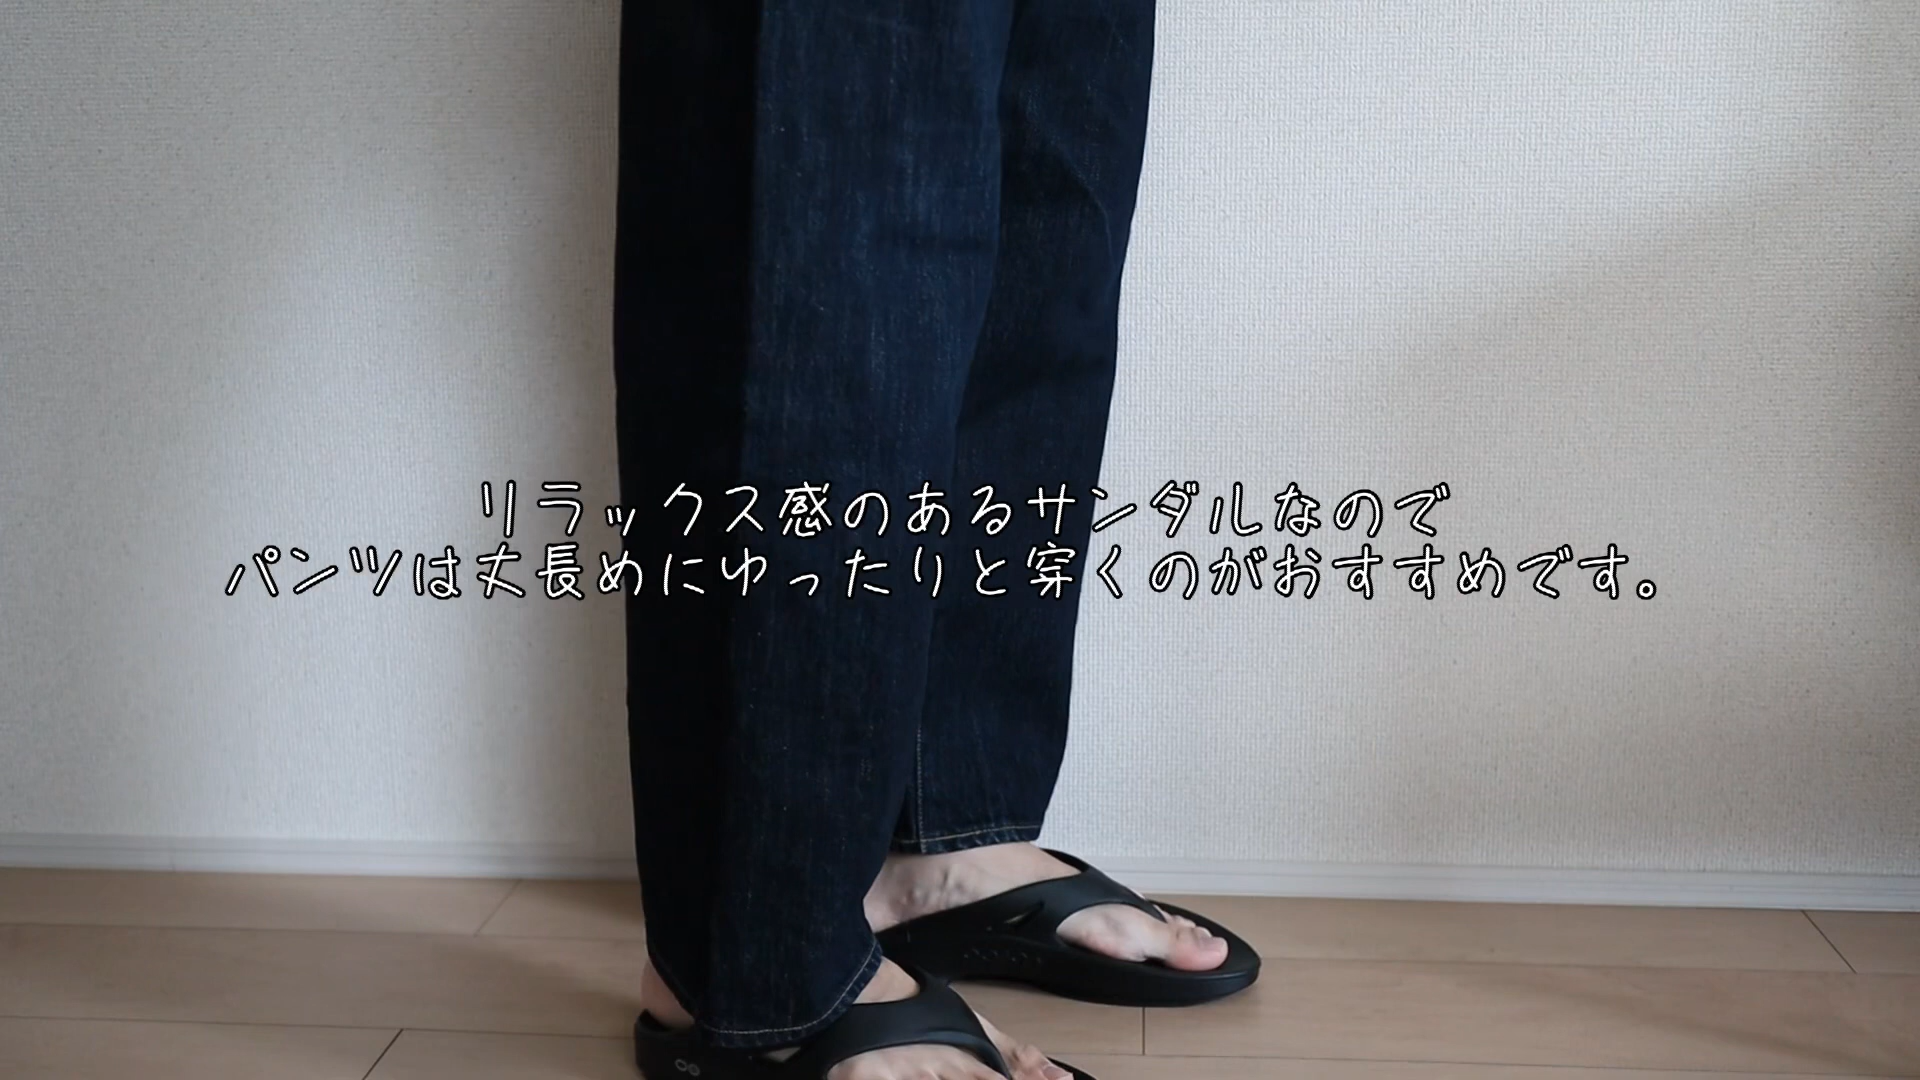 リラックス感のあるサンダルなので
パンツは丈長めにゆったりと穿くのがおすすめです。